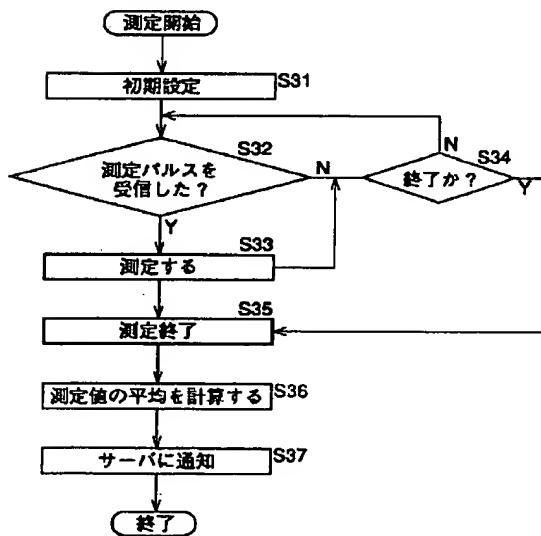 測定開始
初期設定
S31
測定パルスを
受信した?
S32
N
Y
終了か?
S34
N
Y
測定する
S33
測定終了
S35
測定値の平均を計算する
S36
サーバに通知
S37
終了